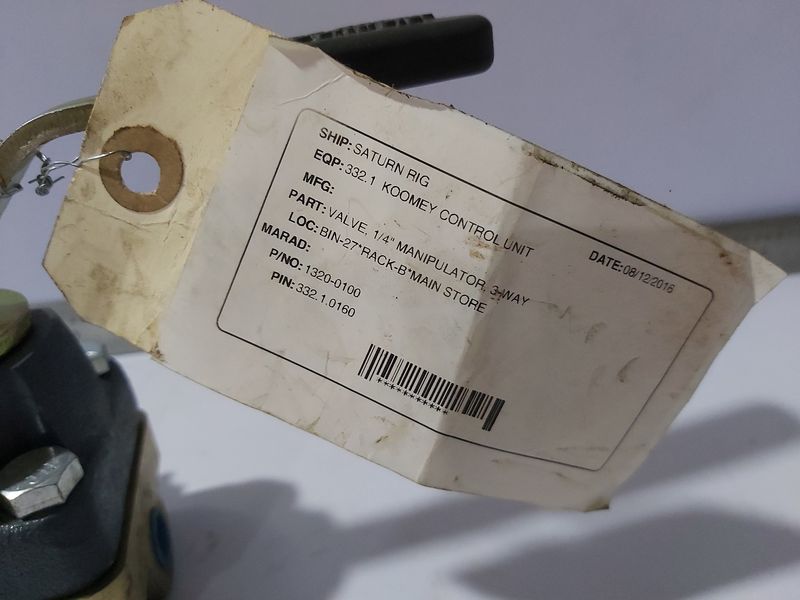 SHIP: SATURN RIG
EQP: 332.1 KOOMEY CONTROL UNIT
MFG:
DATE: 08/12/2016
PART: VALVE, 1/4" MANIPULATOR, 3-WAY
LOC: BIN-27*RACK-B*MAIN STORE
MARAD:
P/NO: 1320-0100
PIN: 332.1.0160
**********